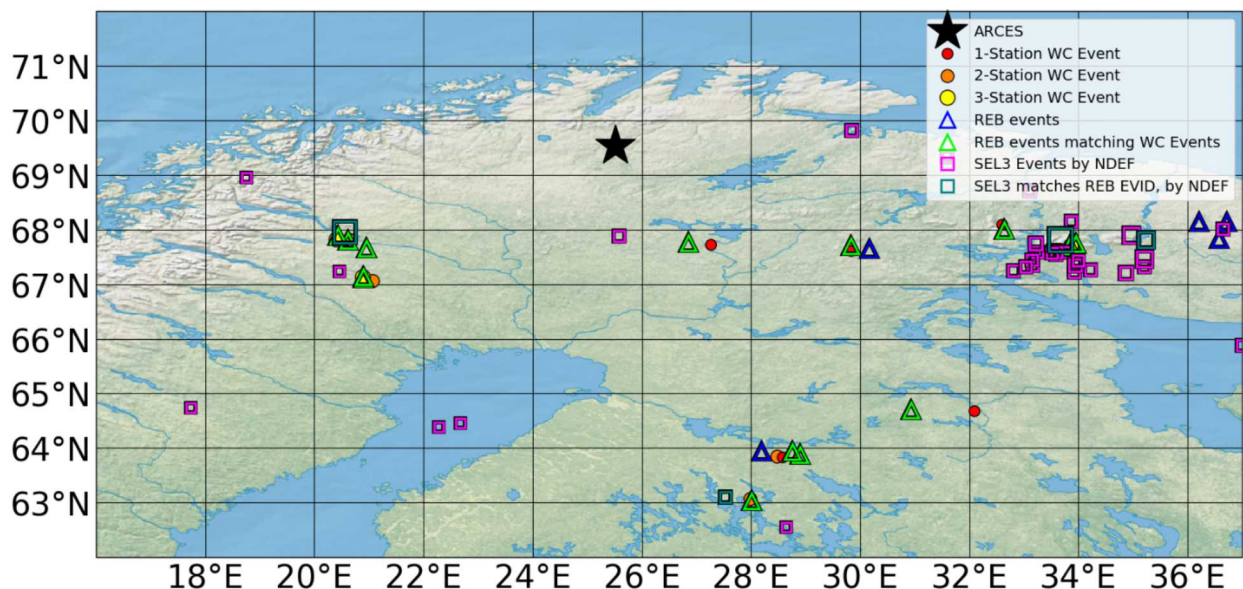 ARCES
1-Station WC Event
2-Station WC Event
3-Station WC Event
REB events
REB events matching WC Events
SEL3 Events by NDEF
SEL3 matches REB EVID, by NDEF
71°N
70°N
69°N
68°N
67°N
66°N
65°N
64°N
63°N
18°E 20°E 22°E 24°E 26°E 28°E 30°E 32°E 34°E 36°E